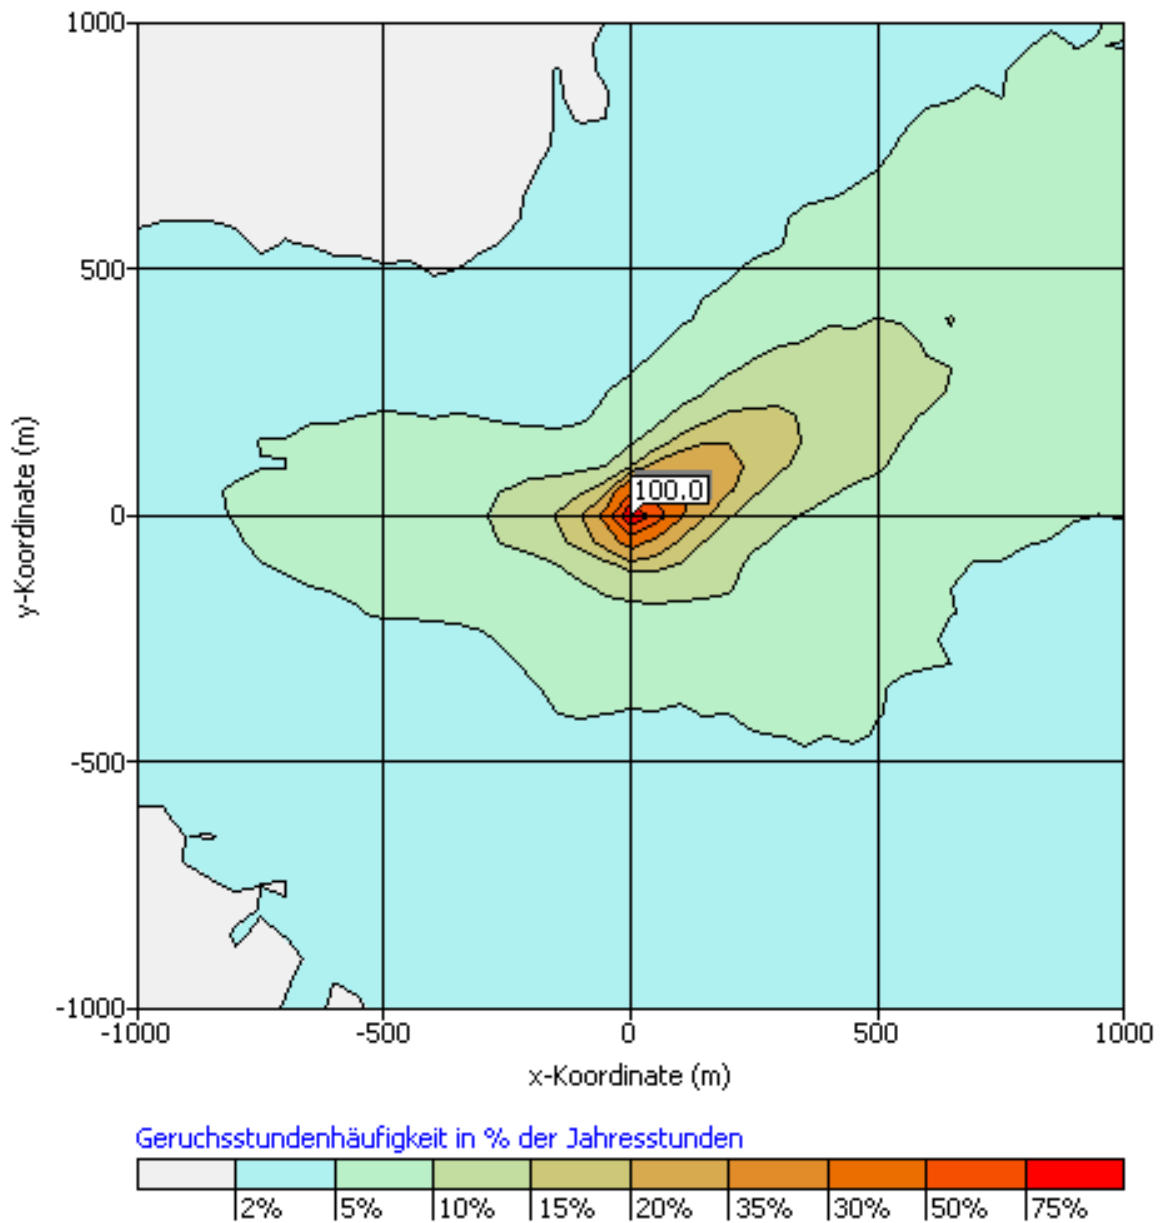 1000
500
100.0
0
y-Koordinate (m)
-500
-1000
-1000 -500 0 500 1000
x-Koordinate (m)
Geruchsstundenhäufigkeit in % der Jahresstunden
2% 5% 10% 15% 20% 35% 30% 50% 75%